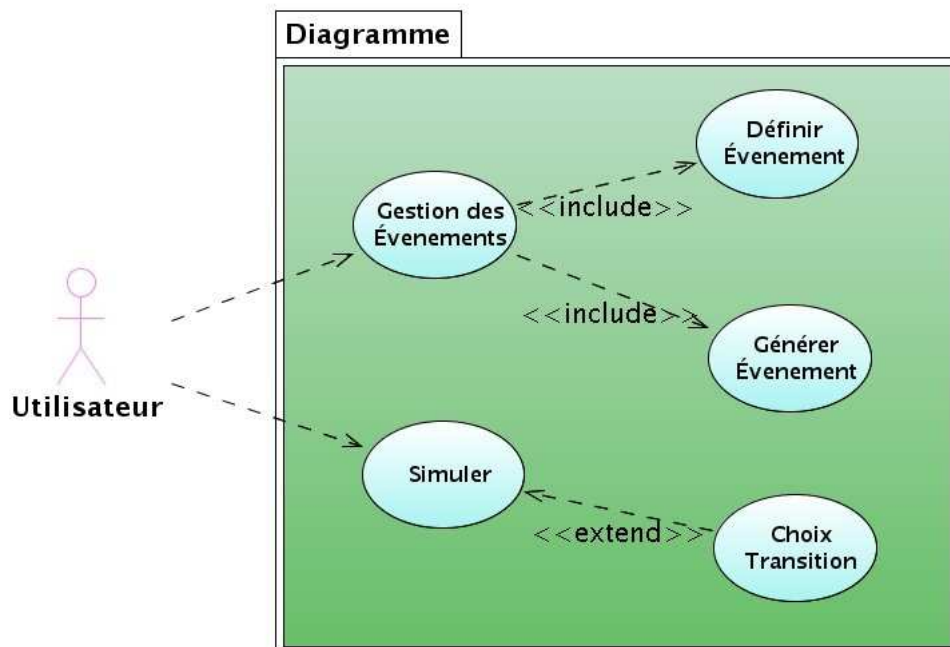 Diagramme
Définir
Évenement
Gestion des
Évenements
<<include>>
<<include>>
Générer
Évenement
Utilisateur
Simuler
<<extend>>
Choix
Transition